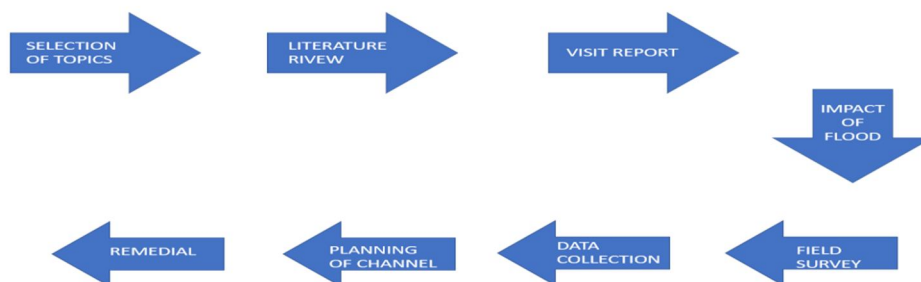 SELECTION
OF TOPICS
LITERATURE
RIVEW
VISIT REPORT
IMPACT
OF
FLOOD
FIELD
SURVEY
DATA
COLLECTION
PLANNING
OF CHANNEL
REMEDIAL